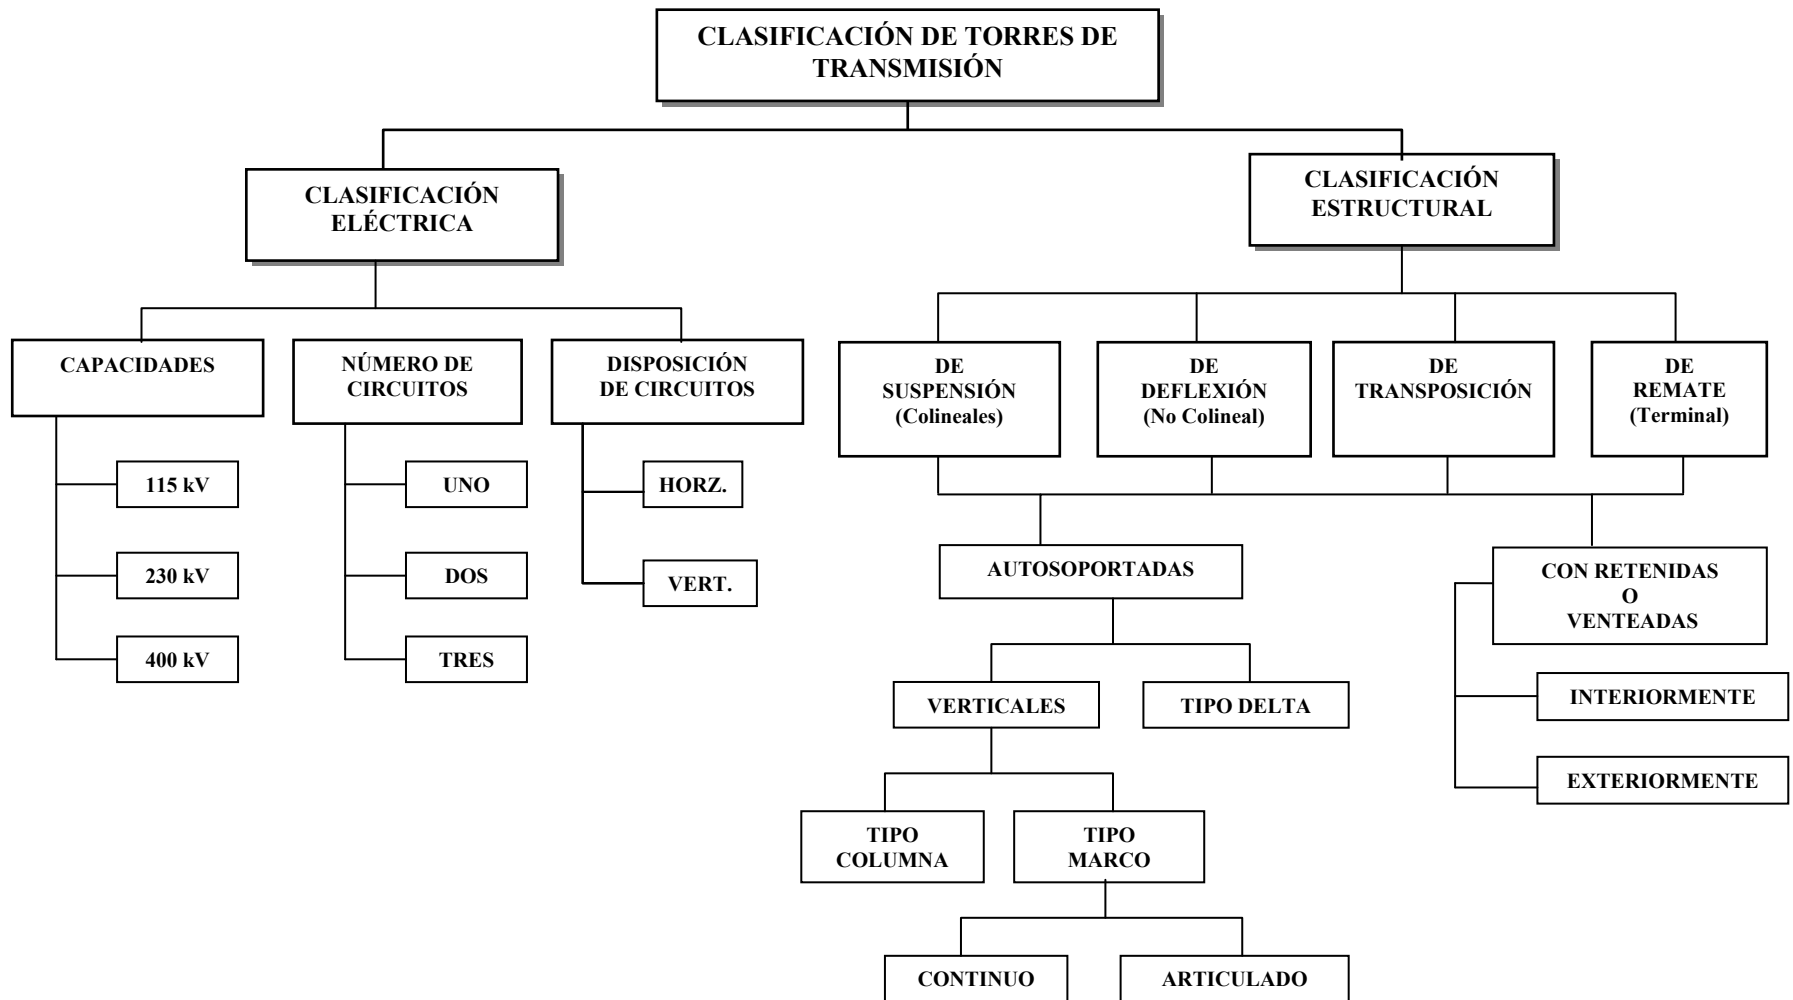 CLASIFICACIÓN DE TORRES DE
TRANSMISIÓN
CLASIFICACIÓN
ELÉCTRICA
CLASIFICACIÓN
ESTRUCTURAL
CAPACIDADES
NÚMERO DE
CIRCUITOS
DISPOSICIÓN
DE CIRCUITOS
DE
SUSPENSIÓN
(Colineales)
DE
DEFLEXIÓN
(No Colineal)
DE
TRANSPOSICIÓN
DE
REMATE
(Terminal)
115 kV
230 kV
400 kV
UNO
DOS
TRES
HORZ.
VERT.
AUTOSOPORTADAS
CON RETENIDAS
O
VENTEADAS
VERTICALES
TIPO DELTA
INTERIORMENTE
EXTERIORMENTE
TIPO
COLUMNA
TIPO
MARCO
CONTINUO
ARTICULADO